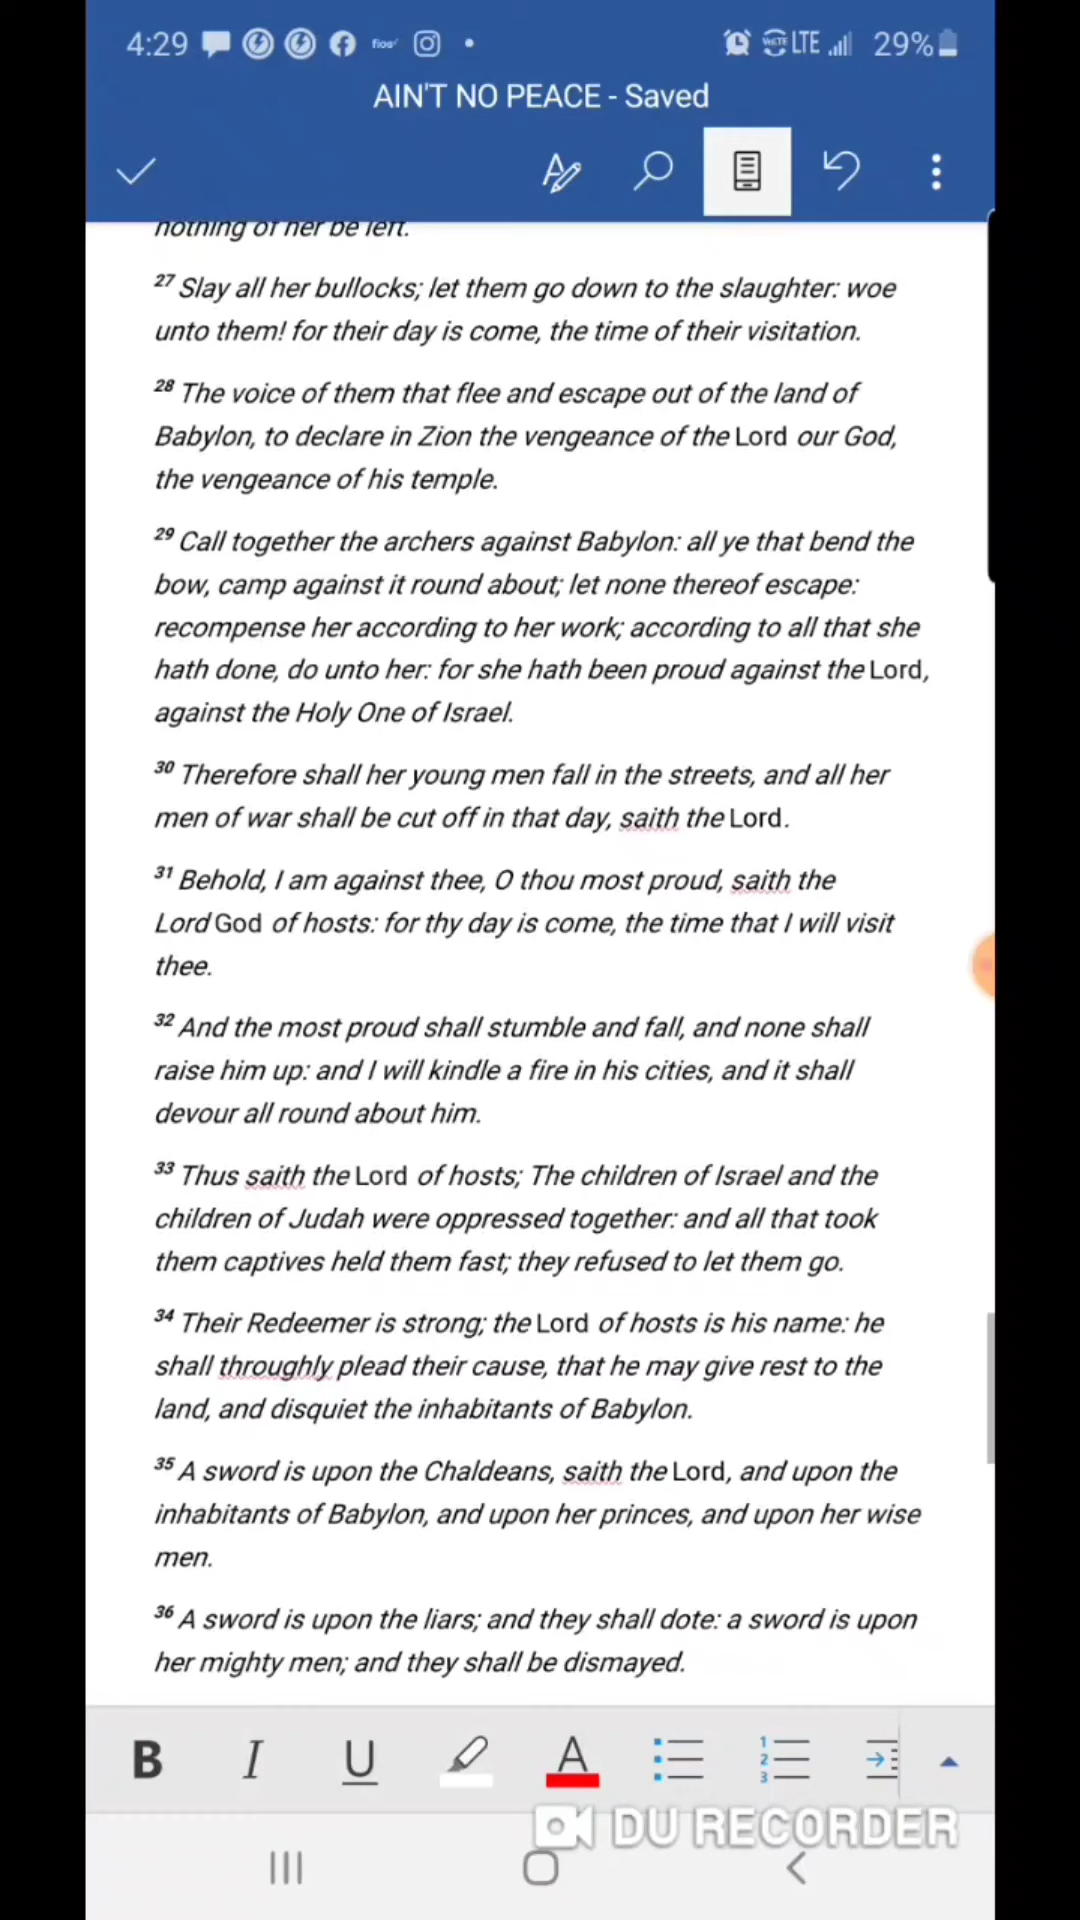 4:29 fios LTE 29%
AIN'T NO PEACE - Saved
nothing of her be left.
27 Slay all her bullocks; let them go down to the slaughter: woe
unto them! for their day is come, the time of their visitation.
28 The voice of them that flee and escape out of the land of
Babylon, to declare in Zion the vengeance of the Lord our God,
the vengeance of his temple.
29 Call together the archers against Babylon: all ye that bend the
bow, camp against it round about; let none thereof escape:
recompense her according to her work; according to all that she
hath done, do unto her: for she hath been proud against the Lord,
against the Holy One of Israel.
30 Therefore shall her young men fall in the streets, and all her
men of war shall be cut off in that day, saith the Lord.
31 Behold, I am against thee, O thou most proud, saith the
Lord God of hosts: for thy day is come, the time that I will visit
thee.
32 And the most proud shall stumble and fall, and none shall
raise him up: and I will kindle a fire in his cities, and it shall
devour all round about him.
33 Thus saith the Lord of hosts; The children of Israel and the
children of Judah were oppressed together: and all that took
them captives held them fast; they refused to let them go.
34 Their Redeemer is strong; the Lord of hosts is his name: he
shall throughly plead their cause, that he may give rest to the
land, and disquiet the inhabitants of Babylon.
35 A sword is upon the Chaldeans, saith the Lord, and upon the
inhabitants of Babylon, and upon her princes, and upon her wise
men.
36 A sword is upon the liars; and they shall dote: a sword is upon
her mighty men; and they shall be dismayed.
B I U A 1 2 3
DU RECORDER